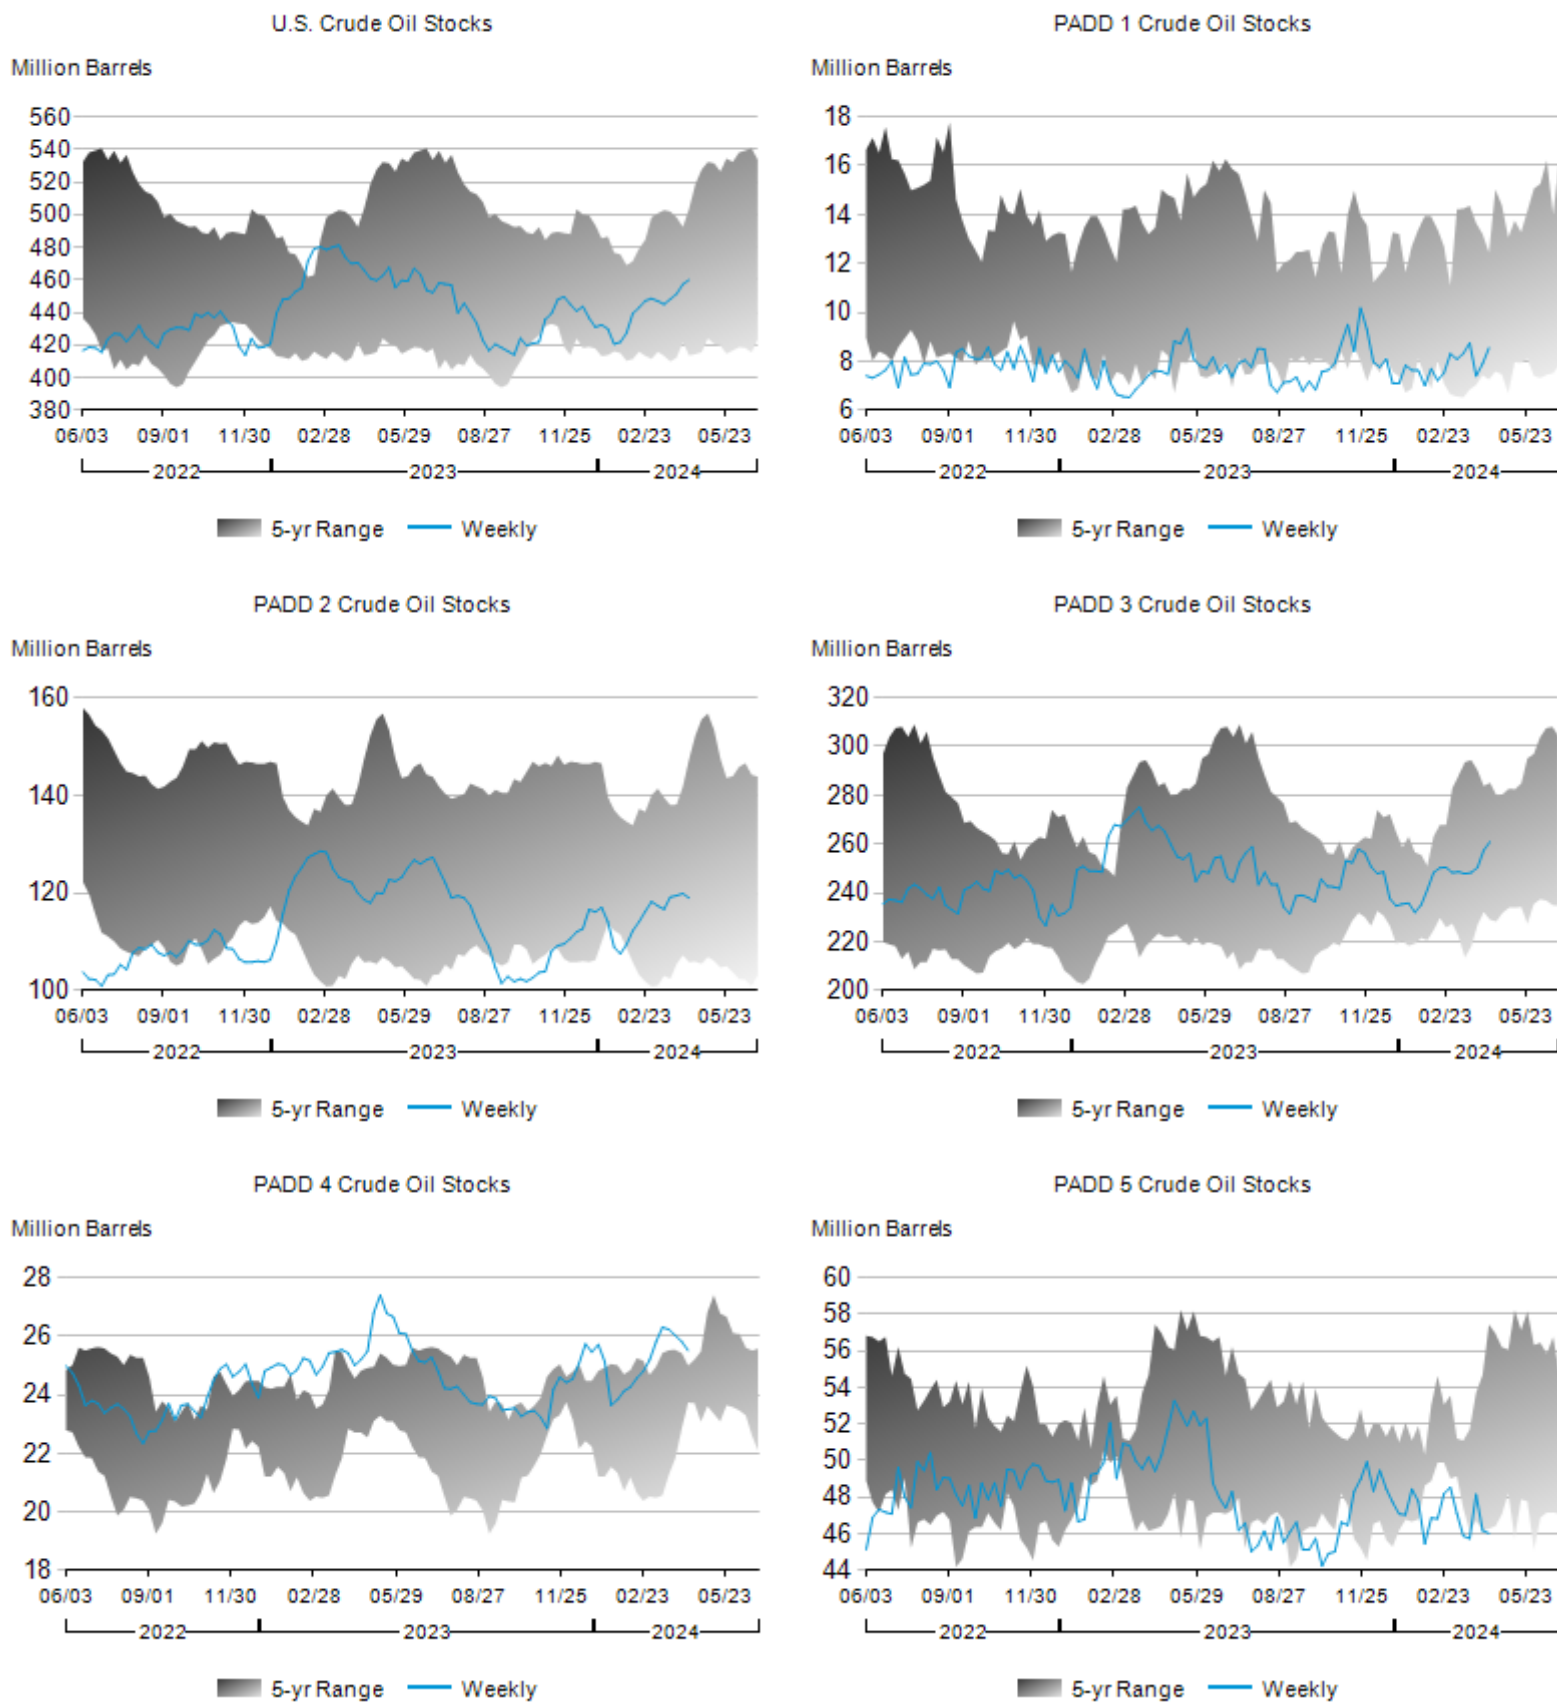 U.S. Crude Oil Stocks
Million Barrels
560
540
520
500
480
460
440
420
400
380
06/03 09/01 11/30 02/28 05/29 08/27 11/25 02/23 05/23
2022 2023 2024
5-yr Range Weekly
PADD 1 Crude Oil Stocks
Million Barrels
18
16
14
12
10
8
6
06/03 09/01 11/30 02/28 05/29 08/27 11/25 02/23 05/23
2022 2023 2024
5-yr Range Weekly
PADD 2 Crude Oil Stocks
Million Barrels
160
140
120
100
06/03 09/01 11/30 02/28 05/29 08/27 11/25 02/23 05/23
2022 2023 2024
5-yr Range Weekly
PADD 3 Crude Oil Stocks
Million Barrels
320
300
280
260
240
220
200
06/03 09/01 11/30 02/28 05/29 08/27 11/25 02/23 05/23
2022 2023 2024
5-yr Range Weekly
PADD 4 Crude Oil Stocks
Million Barrels
28
26
24
22
20
18
06/03 09/01 11/30 02/28 05/29 08/27 11/25 02/23 05/23
2022 2023 2024
5-yr Range Weekly
PADD 5 Crude Oil Stocks
Million Barrels
60
58
56
54
52
50
48
46
44
06/03 09/01 11/30 02/28 05/29 08/27 11/25 02/23 05/23
2022 2023 2024
5-yr Range Weekly